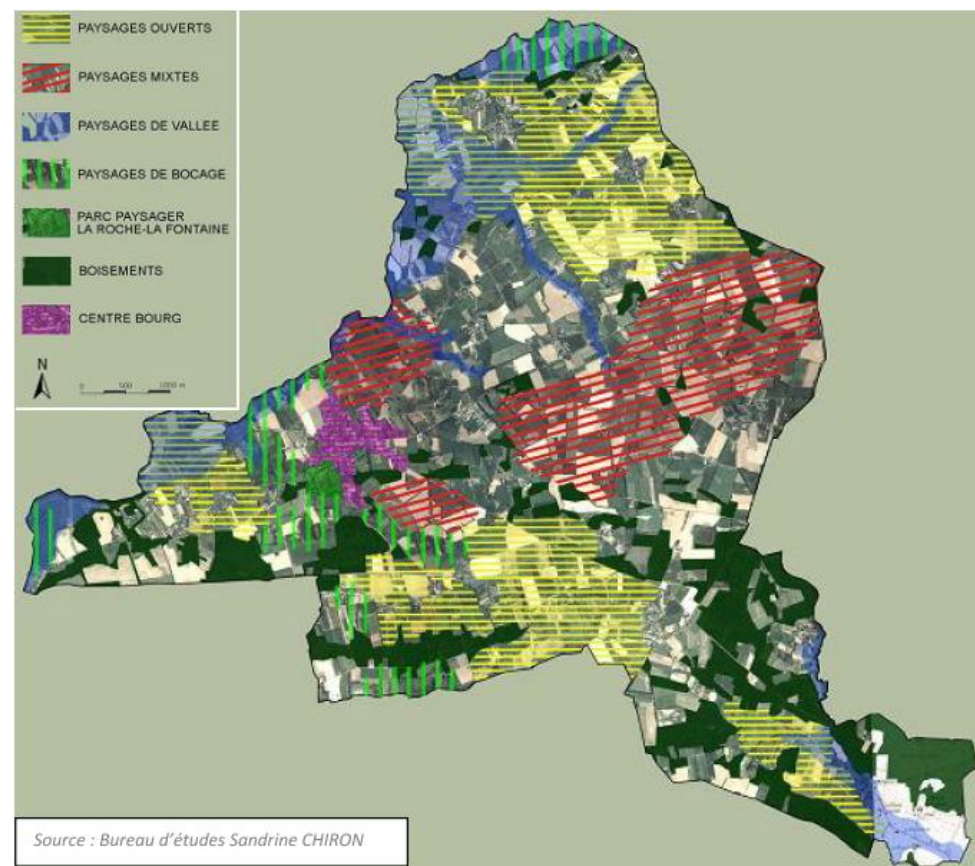 PAYSAGES OUVERTS
PAYSAGES MIXTES
PAYSAGES DE VALLEE
PAYSAGES DE BOCAGE
PARC PAYSAGER
LA ROCHE-LA FONTAINE
BOISEMENTS
CENTRE BOURG
N
0 500 1000 m
Source : Bureau d'études Sandrine CHIRON